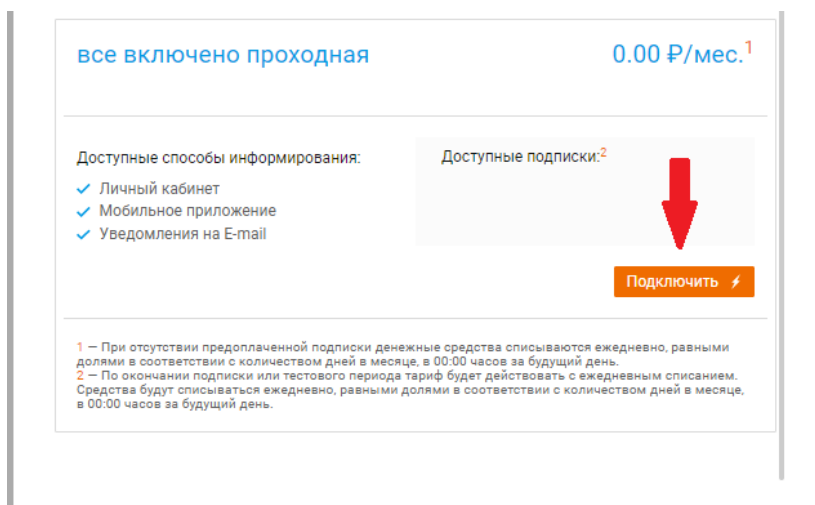 все включено проходная
0.00 ₽/мес.1
Доступные способы информирования:
Личный кабинет
Мобильное приложение
Уведомления на E-mail
Доступные подписки:2
Подключить
1 — При отсутствии предоплаченной подписки денежные средства списываются ежедневно, равными
долями в соответствии с количеством дней в месяце, в 00:00 часов за будущий день.
2 — По окончании подписки или тестового периода тариф будет действовать с ежедневным списанием.
Средства будут списываться ежедневно, равными долями в соответствии с количеством дней в месяце,
в 00:00 часов за будущий день.